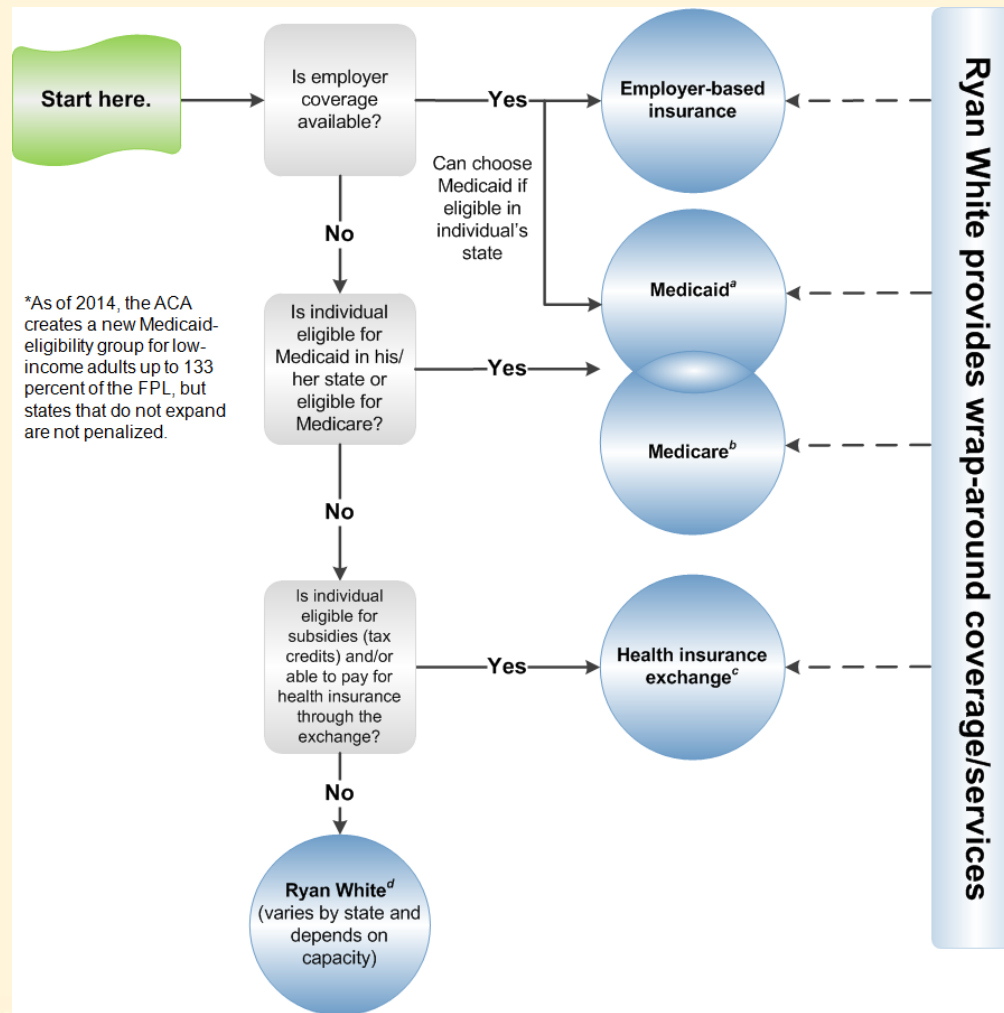 Start here.
Is employer
coverage
available?
Yes
Employer-based
insurance
Can choose
Medicaid if
eligible in
individual's
state
No
*As of 2014, the ACA
creates a new Medicaid-
eligibility group for low-
income adults up to 133
percent of the FPL, but
states that do not expand
are not penalized.
Is individual
eligible for
Medicaid in his/
her state or
eligible for
Medicare?
Yes
Medicaidᵃ
Medicareᵇ
No
Is individual
eligible for
subsidies (tax
credits) and/or
able to pay for
health insurance
through the
exchange?
Yes
Health insurance
exchangeᶜ
No
Ryan Whiteᵈ
(varies by state and
depends on
capacity)
Ryan White provides wrap-around coverage/services